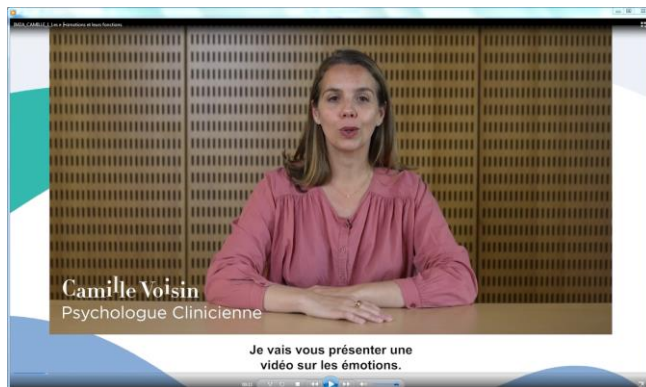 Camille Voisin
Psychologue Clinicienne
Je vais vous présenter une
vidéo sur les émotions.